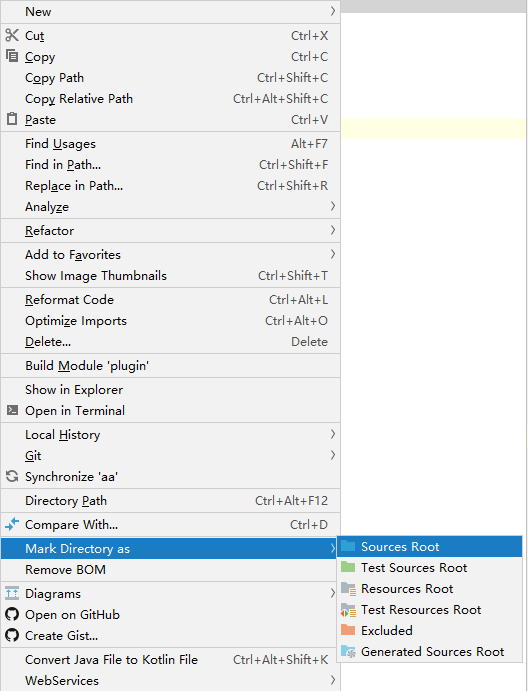 New
Cut Ctrl+X
Copy Ctrl+C
Copy Path Ctrl+Shift+C
Copy Relative Path Ctrl+Alt+Shift+C
Paste Ctrl+V
Find Usages Alt+F7
Find in Path... Ctrl+Shift+F
Replace in Path... Ctrl+Shift+R
Analyze
Refactor
Add to Favorites
Show Image Thumbnails Ctrl+Shift+T
Reformat Code Ctrl+Alt+L
Optimize Imports Ctrl+Alt+O
Delete... Delete
Build Module 'plugin'
Show in Explorer
Open in Terminal
Local History
Git
Synchronize 'aa'
Directory Path Ctrl+Alt+F12
Compare With... Ctrl+D
Mark Directory as
Remove BOM
Diagrams
Open on GitHub
Create Gist...
Convert Java File to Kotlin File Ctrl+Alt+Shift+K
WebServices
Sources Root
Test Sources Root
Resources Root
Test Resources Root
Excluded
Generated Sources Root